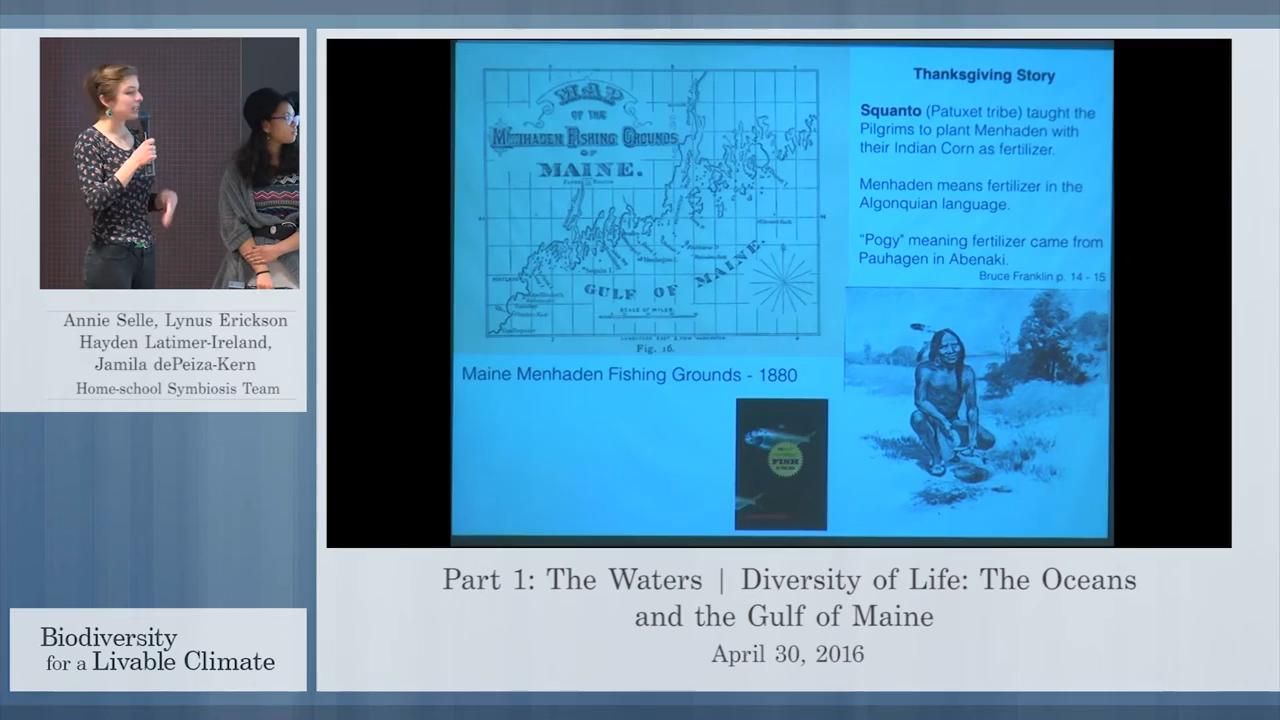 MAP
OF THE
MENHADEN FISHING GROUNDS
OF
MAINE.
GULF OF MAINE.
SCALE OF MILES.
Fig. 16.
Maine Menhaden Fishing Grounds - 1880
FISH
Thanksgiving Story
Squanto (Patuxet tribe) taught the
Pilgrims to plant Menhaden with
their Indian Corn as fertilizer.
Menhaden means fertilizer in the
Algonquian language.
“Pogy” meaning fertilizer came from
Pauhagen in Abenaki.
Bruce Franklin p. 14 - 15
Annie Selle, Lynus Erickson
Hayden Latimer-Ireland,
Jamila dePeiza-Kern
Home-school Symbiosis Team
Part 1: The Waters | Diversity of Life: The Oceans
and the Gulf of Maine
April 30, 2016
Biodiversity
for a Livable Climate